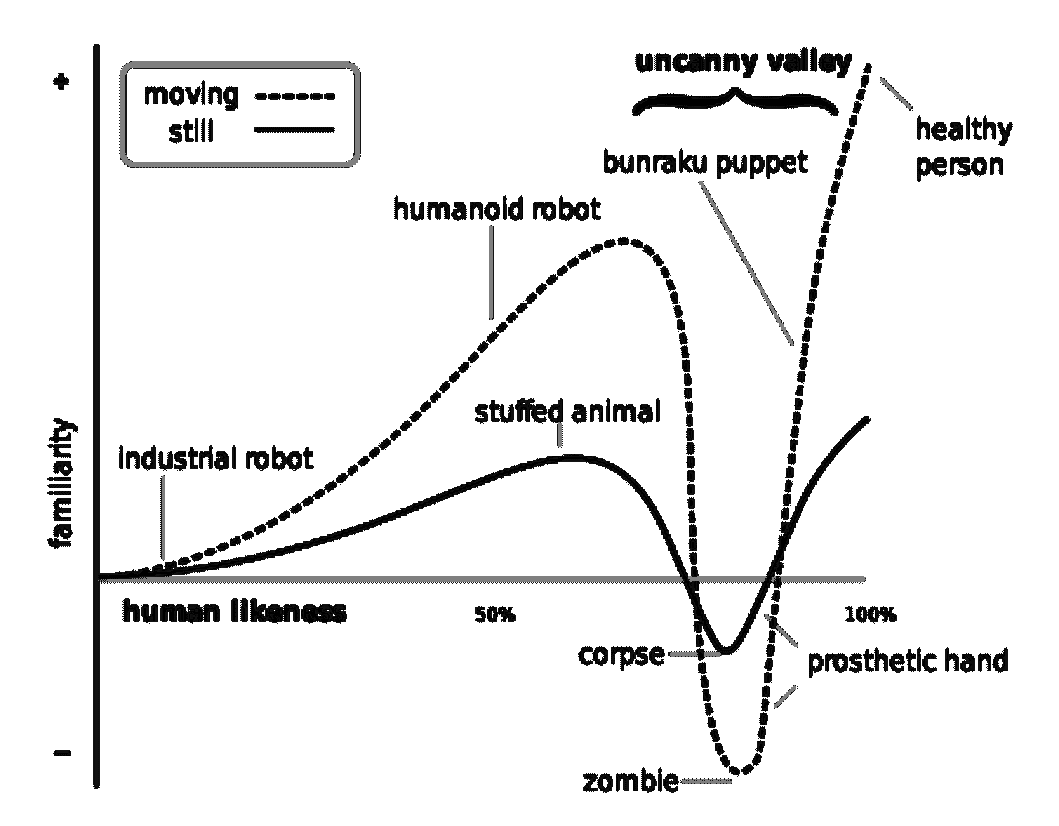 uncanny valley
+
moving
still
healthy
person
bunraku puppet
humanoid robot
stuffed animal
industrial robot
familiarity
human likeness
50%
100%
corpse
prosthetic hand
–
zombie